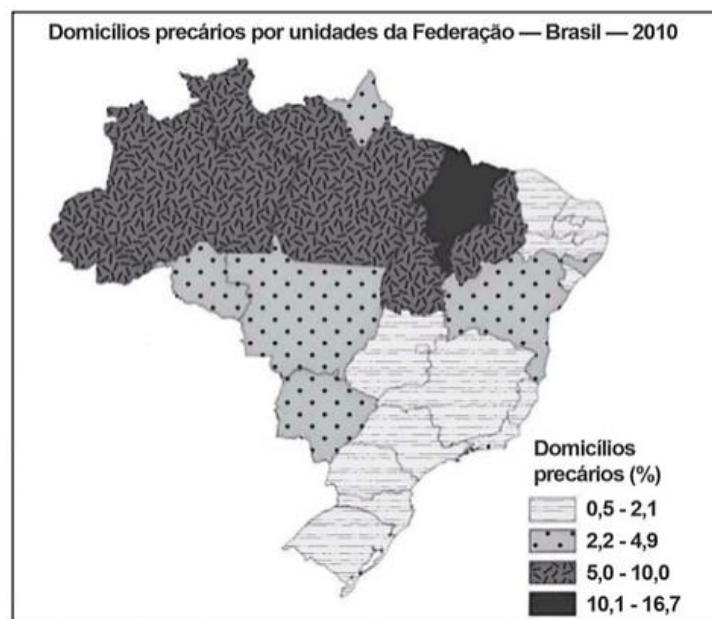 Domicílios precários por unidades da Federação — Brasil — 2010
Domicílios
precários (%)
0,5 - 2,1
2,2 - 4,9
5,0 - 10,0
10,1 - 16,7